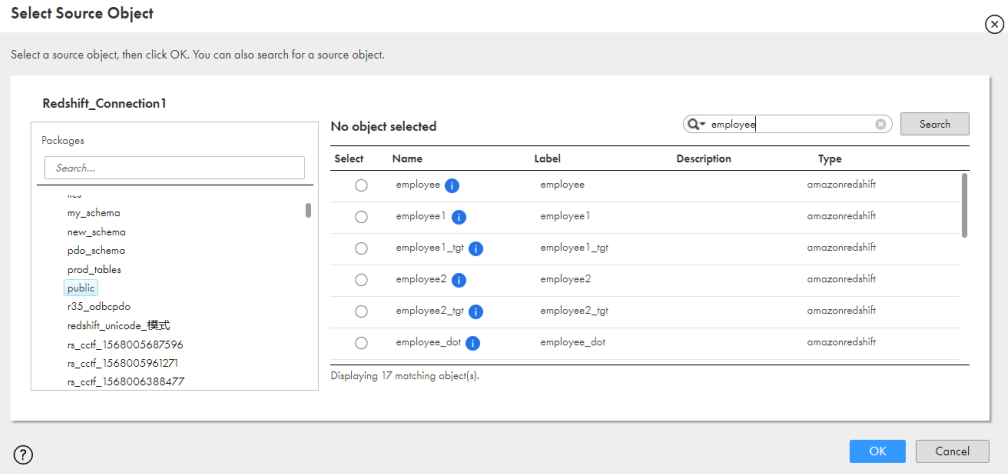 Select Source Object
Select a source object, then click OK. You can also search for a source object.
Redshift_Connection1
Packages
Search...
my_schema
new_schema
pdo_schema
prod_tables
public
r35_odbcpdo
redshift_unicode_模式
rs_cctf_1568005687596
rs_cctf_1568005961271
rs_cctf_1568006388477
No object selected
employee
Search
Select Name Label Description Type
employee employee amazonredshift
employee1 employee1 amazonredshift
employee1_tgt employee1_tgt amazonredshift
employee2 employee2 amazonredshift
employee2_tgt employee2_tgt amazonredshift
employee_dot employee_dot amazonredshift
Displaying 17 matching object(s).
OK Cancel